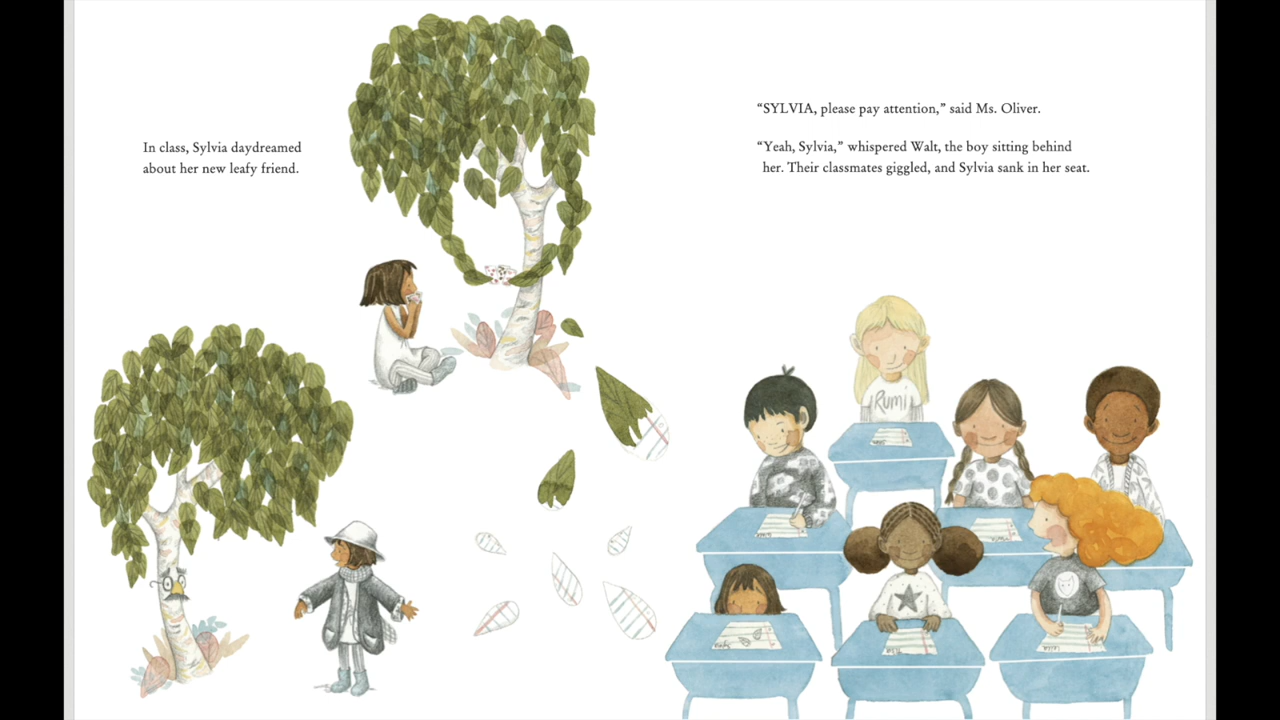 In class, Sylvia daydreamed
about her new leafy friend.
“SYLVIA, please pay attention,” said Ms. Oliver.
“Yeah, Sylvia,” whispered Walt, the boy sitting behind
her. Their classmates giggled, and Sylvia sank in her seat.
Rumi